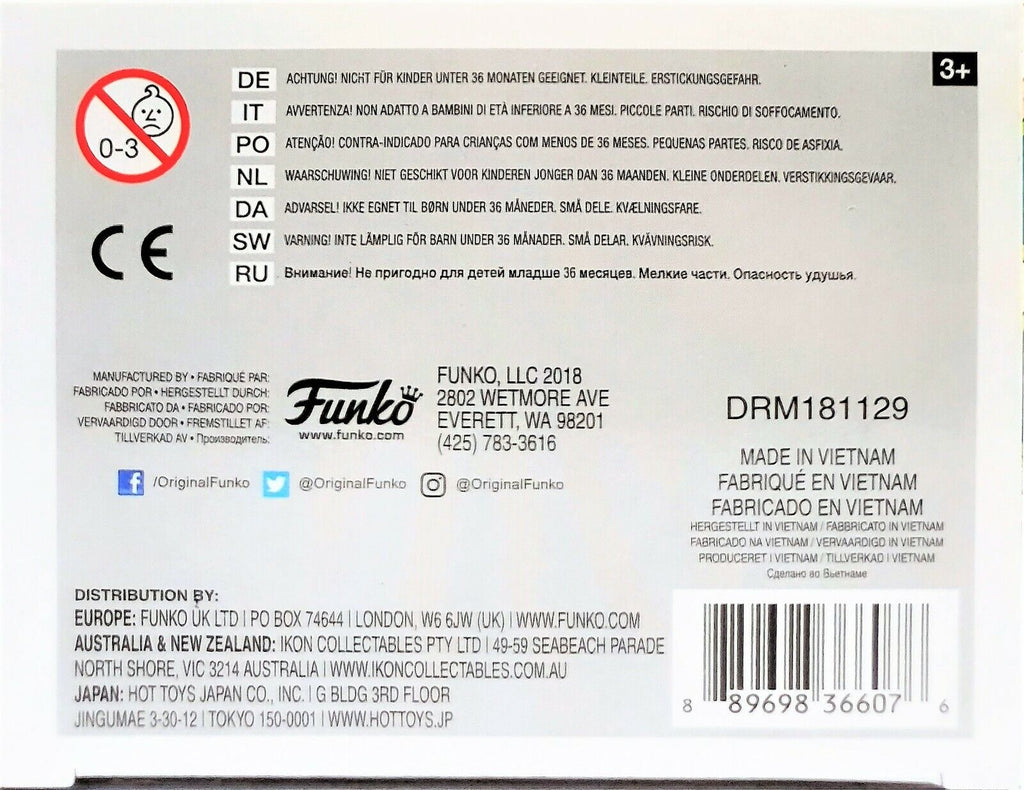 3+
0-3
DE ACHTUNG! NICHT FÜR KINDER UNTER 36 MONATEN GEEIGNET. KLEINTEILE. ERSTICKUNGSGEFAHR.
IT AVVERTENZA! NON ADATTO A BAMBINI DI ETÀ INFERIORE A 36 MESI. PICCOLE PARTI. RISCHIO DI SOFFOCAMENTO.
PO ATENÇÃO! CONTRA-INDICADO PARA CRIANÇAS COM MENOS DE 36 MESES. PEQUENAS PARTES. RISCO DE ASFIXIA.
NL WAARSCHUWING! NIET GESCHIKT VOOR KINDEREN JONGER DAN 36 MAANDEN. KLEINE ONDERDELEN. VERSTIKKINGSGEVAAR.
DA ADVARSEL! IKKE EGNET TIL BØRN UNDER 36 MÅNEDER. SMÅ DELE. KVÆLNINGSFARE.
SW VARNING! INTE LÄMPLIG FÖR BARN UNDER 36 MÅNADER. SMÅ DELAR. KVÄVNINGSRISK.
RU Внимание! Не пригодно для детей младше 36 месяцев. Мелкие части. Опасность удушья.
CE
MANUFACTURED BY • FABRIQUÉ PAR:
FABRICADO POR • HERGESTELLT DURCH:
FABBRICATO DA • FABRICADO POR:
VERVAARDIGD DOOR • FREMSTILLET AF:
TILLVERKAD AV • Производитель:
Funko
www.funko.com
FUNKO, LLC 2018
2802 WETMORE AVE
EVERETT, WA 98201
(425) 783-3616
/OriginalFunko @OriginalFunko @OriginalFunko
DRM181129
MADE IN VIETNAM
FABRIQUÉ EN VIETNAM
FABRICADO EN VIETNAM
HERGESTELLT IN VIETNAM / FABBRICATO IN VIETNAM
FABRICADO NA VIETNAM / VERVAARDIGD IN VIETNAM
PRODUCERET I VIETNAM / TILLVERKAD I VIETNAM
Сделано во Вьетнаме
DISTRIBUTION BY:
EUROPE: FUNKO UK LTD | PO BOX 74644 | LONDON, W6 6JW (UK) | WWW.FUNKO.COM
AUSTRALIA & NEW ZEALAND: IKON COLLECTABLES PTY LTD | 49-59 SEABEACH PARADE
NORTH SHORE, VIC 3214 AUSTRALIA | WWW.IKONCOLLECTABLES.COM.AU
JAPAN: HOT TOYS JAPAN CO., INC. | G BLDG 3RD FLOOR
JINGUMAE 3-30-12 | TOKYO 150-0001 | WWW.HOTTOYS.JP
8 89698 36607 6